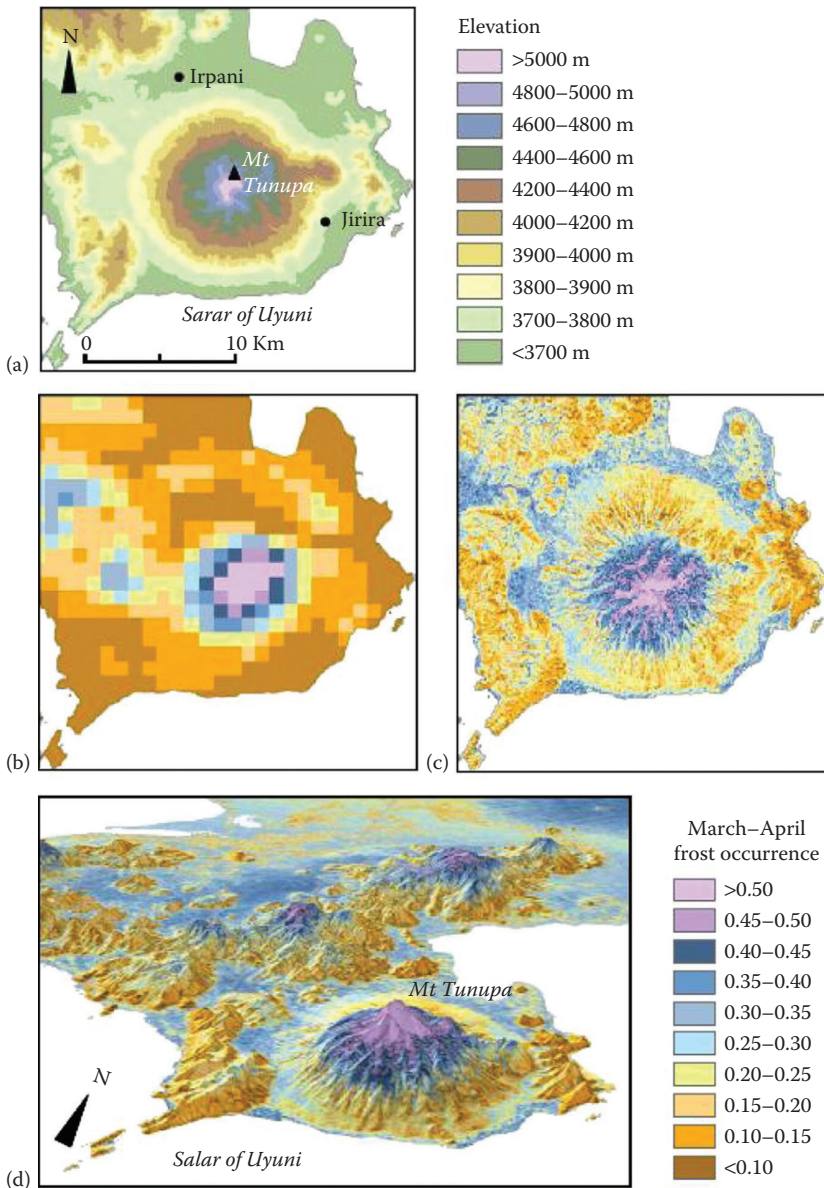 N
Irpani
Mt
Tunupa
Jirira
Sarar of Uyuni
0 10 Km
(a)
Elevation
>5000 m
4800–5000 m
4600–4800 m
4400–4600 m
4200–4400 m
4000–4200 m
3900–4000 m
3800–3900 m
3700–3800 m
<3700 m
(b)
(c)
Mt Tunupa
N
Salar of Uyuni
(d)
March–April
frost occurrence
>0.50
0.45–0.50
0.40–0.45
0.35–0.40
0.30–0.35
0.25–0.30
0.20–0.25
0.15–0.20
0.10–0.15
<0.10